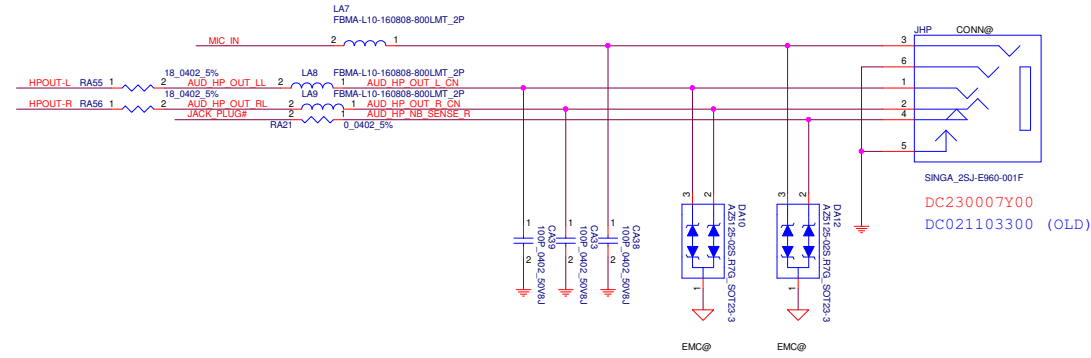 LA7
FBMA-L10-160808-800LMT_2P
MIC_IN 2 1
JHP CONN@
3
6
1
2
4
5
18_0402_5% LA8 FBMA-L10-160808-800LMT_2P
HPOUT-L RA55 1 2 AUD_HP_OUT_LL 2 1 AUD_HP_OUT_L_CN
18_0402_5% LA9 FBMA-L10-160808-800LMT_2P
HPOUT-R RA56 1 2 AUD_HP_OUT_RL 2 1 AUD_HP_OUT_R_CN
JACK_PLUG# 2 1 AUD_HP_NB_SENSE_R
RA21 0_0402_5%
SINGA_2SJ-E960-001F
DC230007Y00
DC021103300 (OLD)
1
2
CA39
100P_0402_50V8J
1
2
CA33
100P_0402_50V8J
1
2
CA38
100P_0402_50V8J
3
2
1
DA10
AZ5125-02S.R7G_SOT23-3
3
2
1
DA12
AZ5125-02S.R7G_SOT23-3
EMC@
EMC@